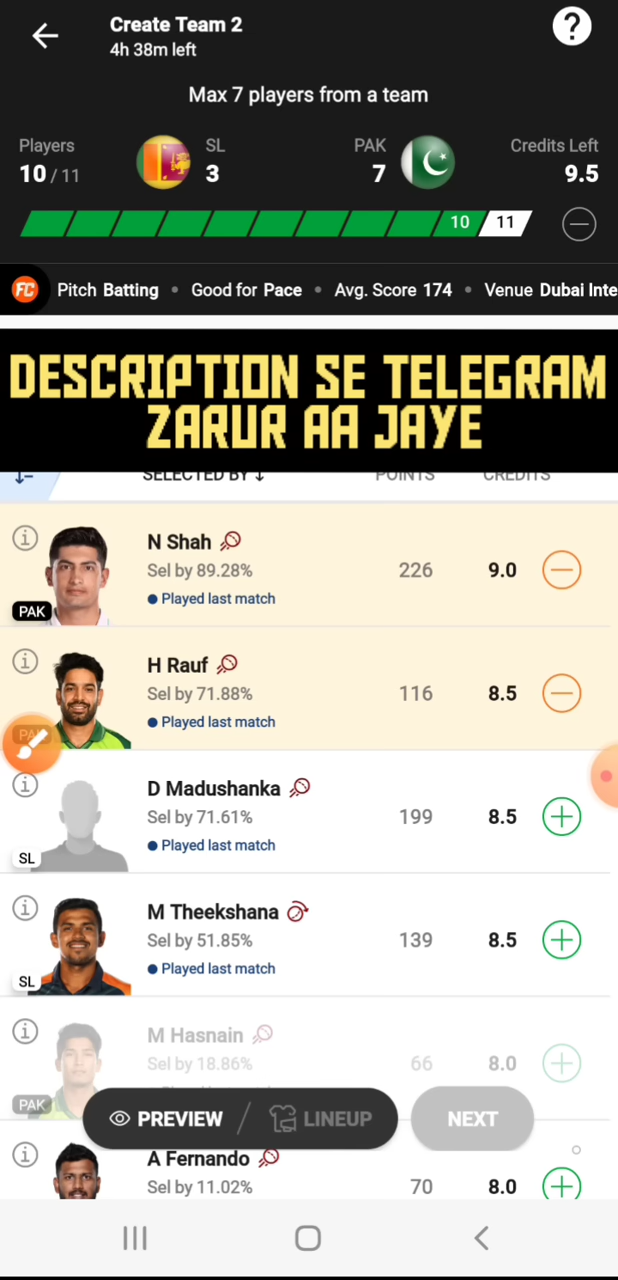 Create Team 2
4h 38m left
?
Max 7 players from a team
Players SL PAK Credits Left
10 / 11 3 7 9.5
10 11
FC Pitch Batting • Good for Pace • Avg. Score 174 • Venue Dubai Inte
DESCRIPTION SE TELEGRAM
ZARUR AA JAYE
SELECTED BY ↓ POINTS CREDITS
N Shah
Sel by 89.28% 226 9.0
Played last match
PAK
H Rauf
Sel by 71.88% 116 8.5
Played last match
PAK
D Madushanka
Sel by 71.61% 199 8.5
Played last match
SL
M Theekshana
Sel by 51.85% 139 8.5
Played last match
SL
M Hasnain
Sel by 18.86% 66 8.0
PAK
PREVIEW / LINEUP NEXT
A Fernando
Sel by 11.02% 70 8.0